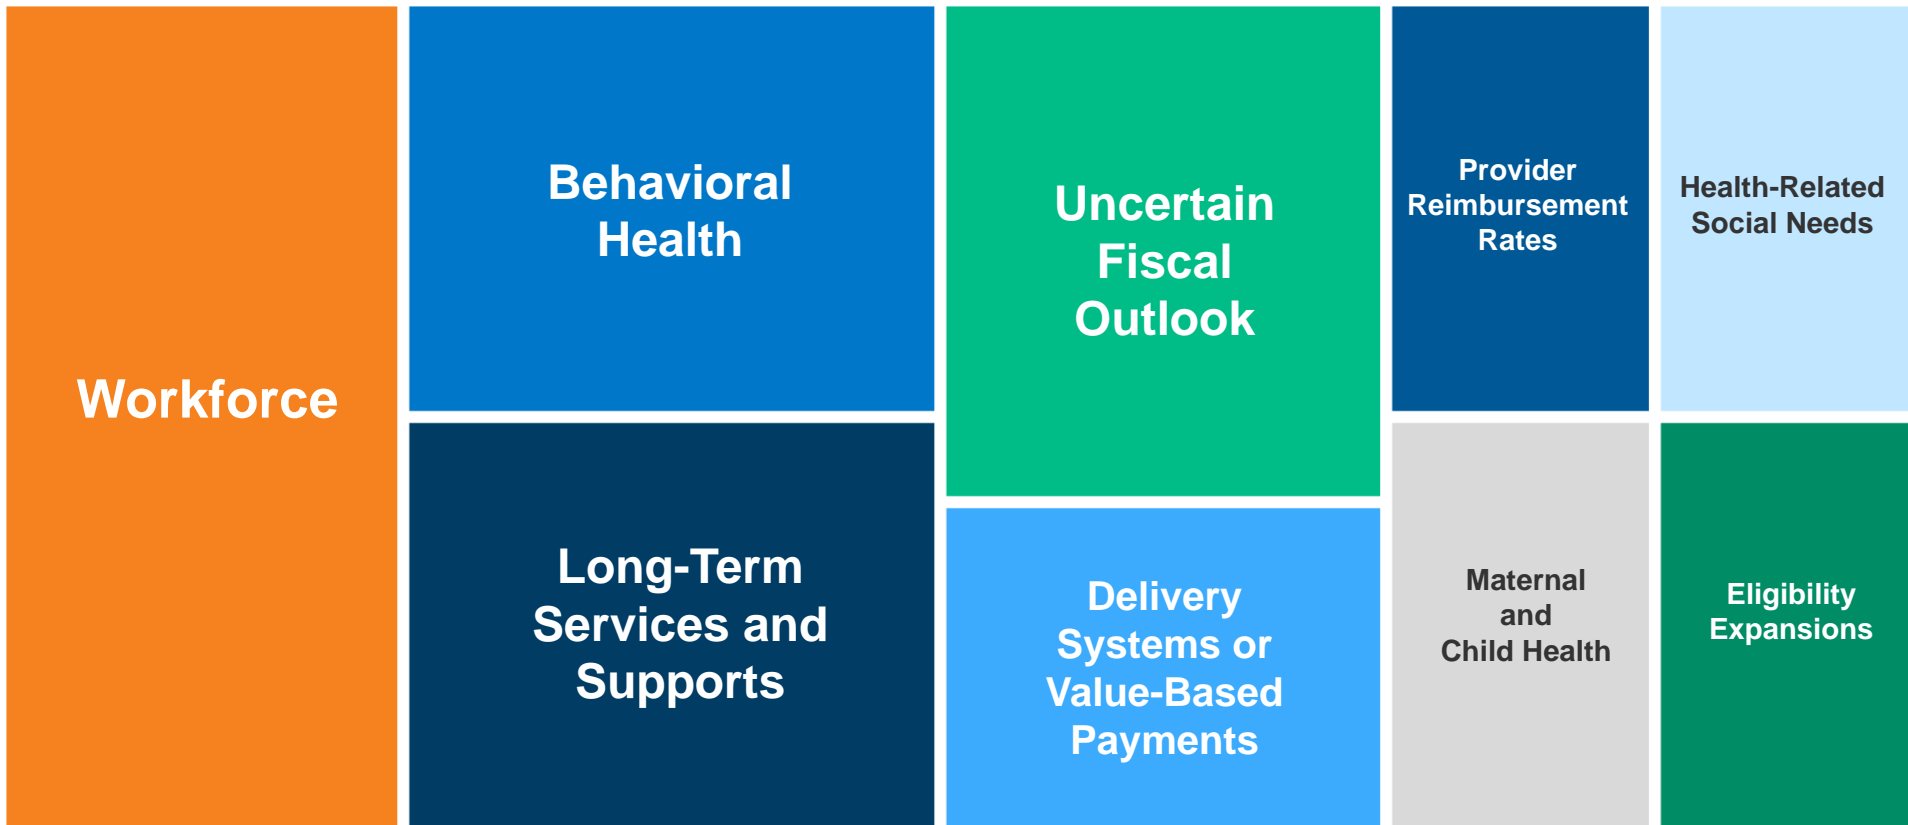 Workforce
Behavioral
Health
Long-Term
Services and
Supports
Uncertain
Fiscal
Outlook
Delivery
Systems or
Value-Based
Payments
Provider
Reimbursement
Rates
Health-Related
Social Needs
Maternal
and
Child Health
Eligibility
Expansions